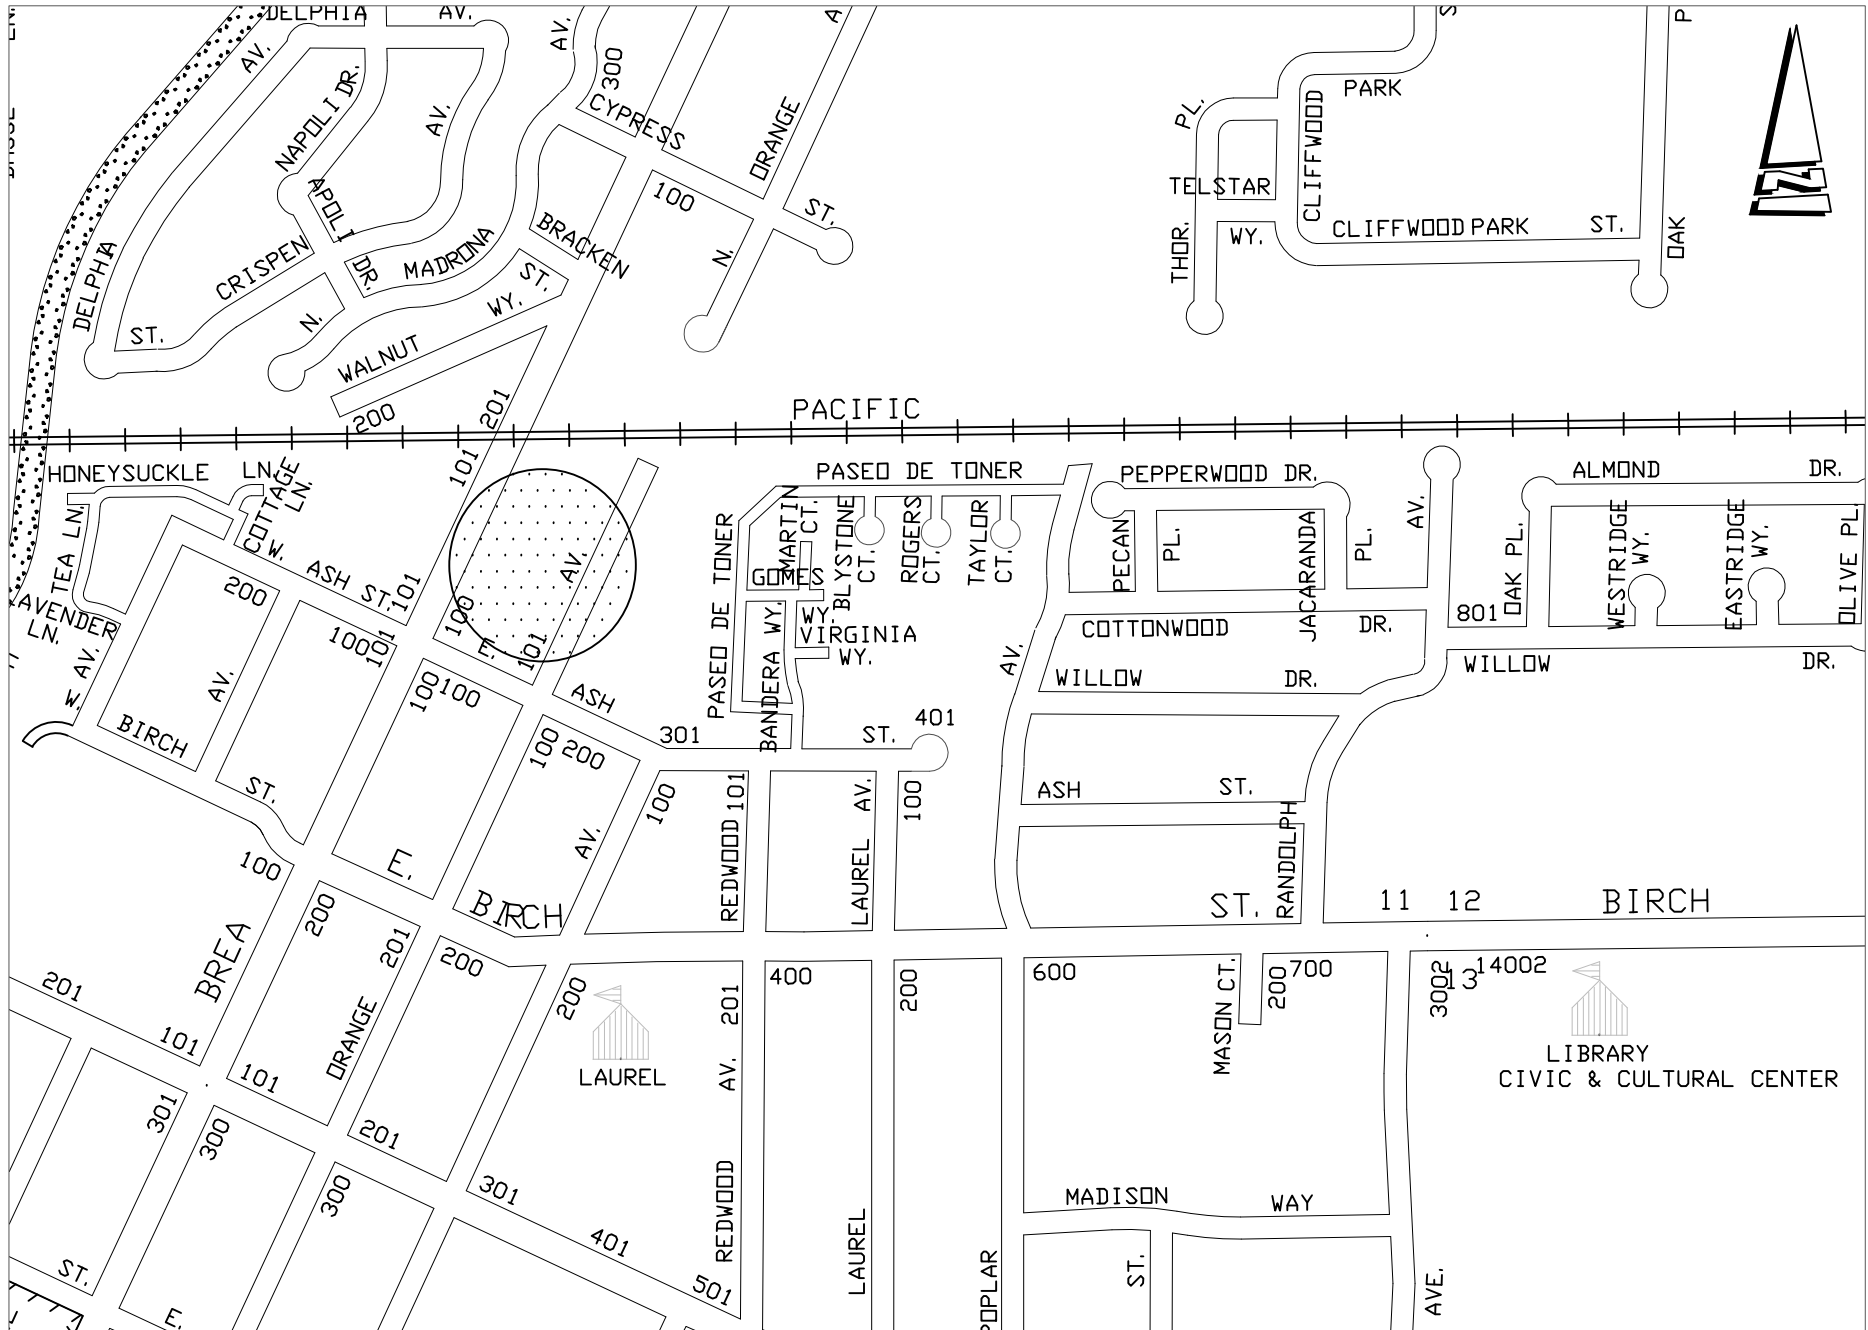 DELPHIA AV.
AV.
AV.
300
CYPRESS
ORANGE
PARK
PL.
CLIFFWOOD
NAPOLI DR.
AV.
TELSTAR
WY.
THOR.
CLIFFWOOD PARK ST.
OAK
N
100
ST.
N.
NAPOLI
DR.
CRISPEN
MADRONA
BRACKEN
ST.
WY.
DELPHIA
ST.
N.
WALNUT
200
201
PACIFIC
HONEYSUCKLE LN.
COTTAGE
LN.
101
PASEO DE TONER
PEPPERWOOD DR.
ALMOND DR.
TEA LN.
W. ASH ST.
101
100
AV.
PASEO DE TONER
MARTIN
CT.
BLYSTONE
CT.
ROGERS
CT.
TAYLOR
CT.
PECAN
PL.
JACARANDA
PL.
AV.
OAK PL.
WESTRIDGE
WY.
EASTRIDGE
WY.
OLIVE PL.
LAVENDER
LN.
200
100
101
E.
101
GOMES
WY.
VIRGINIA
WY.
BANDERA WY.
AV.
COTTONWOOD DR.
801
WILLOW DR.
WILLOW DR.
W.
AV.
AV.
BIRCH
ST.
100
100
ASH
100
200
301
ST.
401
ASH ST.
AV.
100
REDWOOD
101
LAUREL
AV.
100
RANDOLPH
100
E.
BIRCH
ST.
11
12
BIRCH
BREA
200
201
200
200
201
400
200
600
MASON CT.
200
700
3002
13
14002
201
101
101
ORANGE
LAUREL
AV.
LIBRARY
CIVIC & CULTURAL CENTER
301
300
201
300
301
401
501
REDWOOD
LAUREL
POPLAR
MADISON WAY
ST.
AVE.
ST.
E.